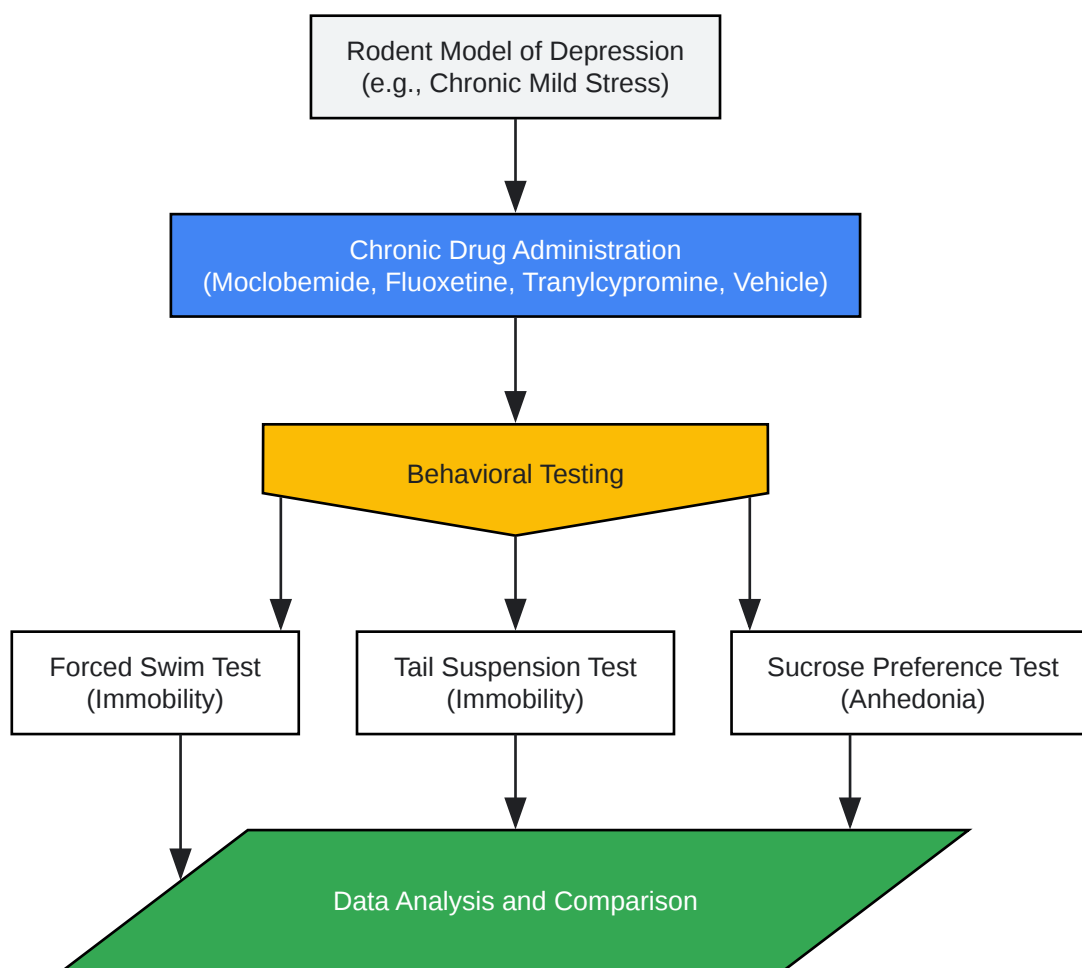 Rodent Model of Depression
(e.g., Chronic Mild Stress)
Chronic Drug Administration
(Moclobemide, Fluoxetine, Tranylcypromine, Vehicle)
Behavioral Testing
Forced Swim Test
(Immobility)
Tail Suspension Test
(Immobility)
Sucrose Preference Test
(Anhedonia)
Data Analysis and Comparison